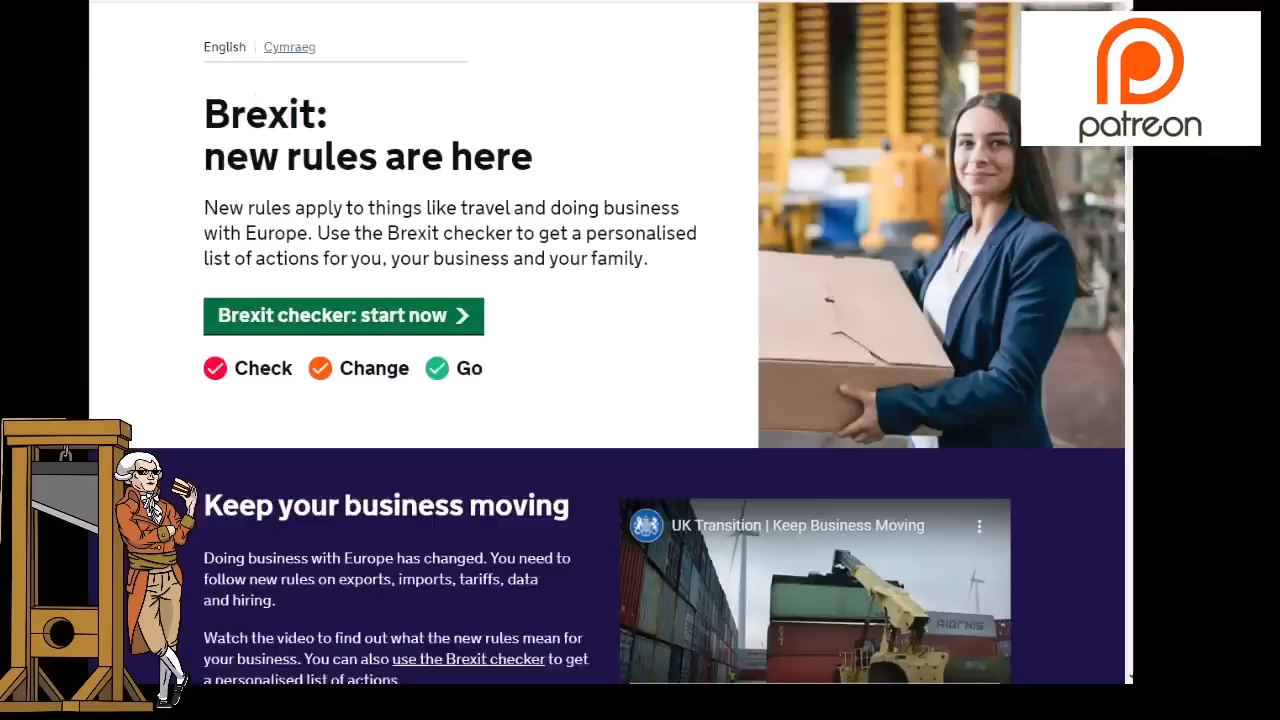 English | Cymraeg
patreon
Brexit:
new rules are here
New rules apply to things like travel and doing business
with Europe. Use the Brexit checker to get a personalised
list of actions for you, your business and your family.
Brexit checker: start now
Check Change Go
Keep your business moving
Doing business with Europe has changed. You need to
follow new rules on exports, imports, tariffs, data
and hiring.
Watch the video to find out what the new rules mean for
your business. You can also use the Brexit checker to get
a personalised list of actions.
UK Transition | Keep Business Moving